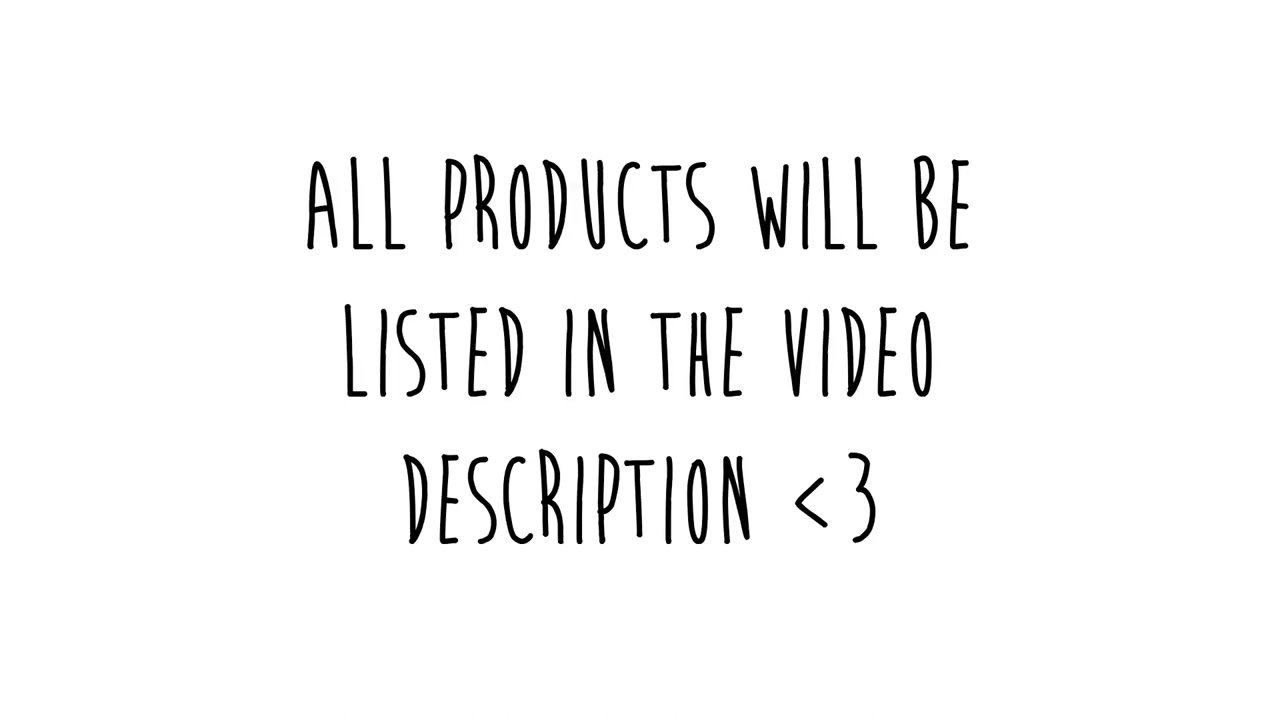 ALL PRODUCTS WILL BE
LISTED IN THE VIDEO
DESCRIPTION <3